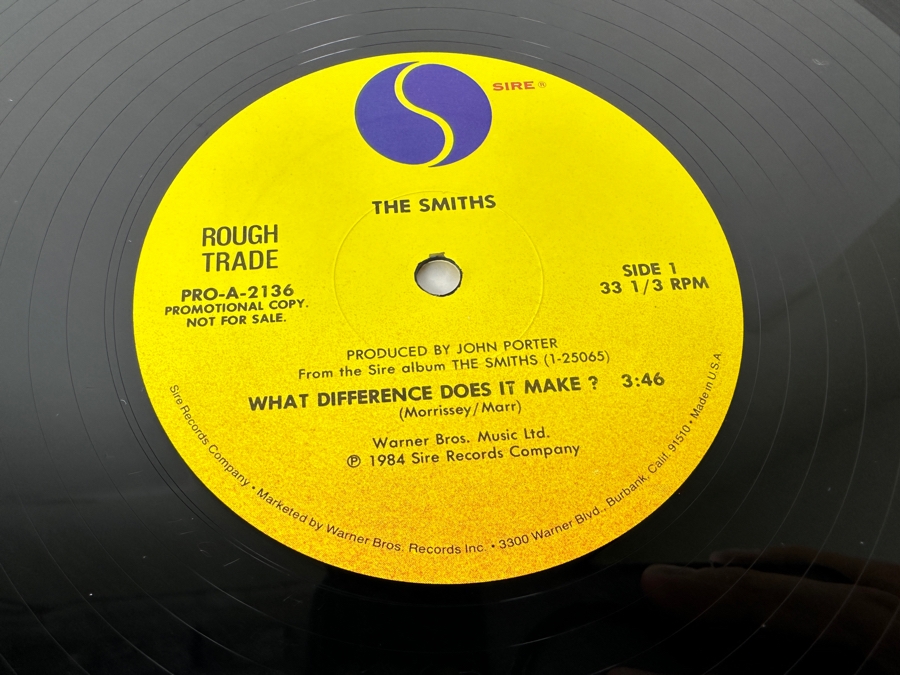 SIRE ®
THE SMITHS
ROUGH
TRADE
PRO-A-2136
PROMOTIONAL COPY.
NOT FOR SALE.
SIDE 1
33 1/3 RPM
PRODUCED BY JOHN PORTER
From the Sire album THE SMITHS (1-25065)
WHAT DIFFERENCE DOES IT MAKE ? 3:46
(Morrissey/Marr)
Warner Bros. Music Ltd.
℗ 1984 Sire Records Company
Sire Records Company • Marketed by Warner Bros. Records Inc. • 3300 Warner Blvd., Burbank, Calif. 91510 • Made in U.S.A.